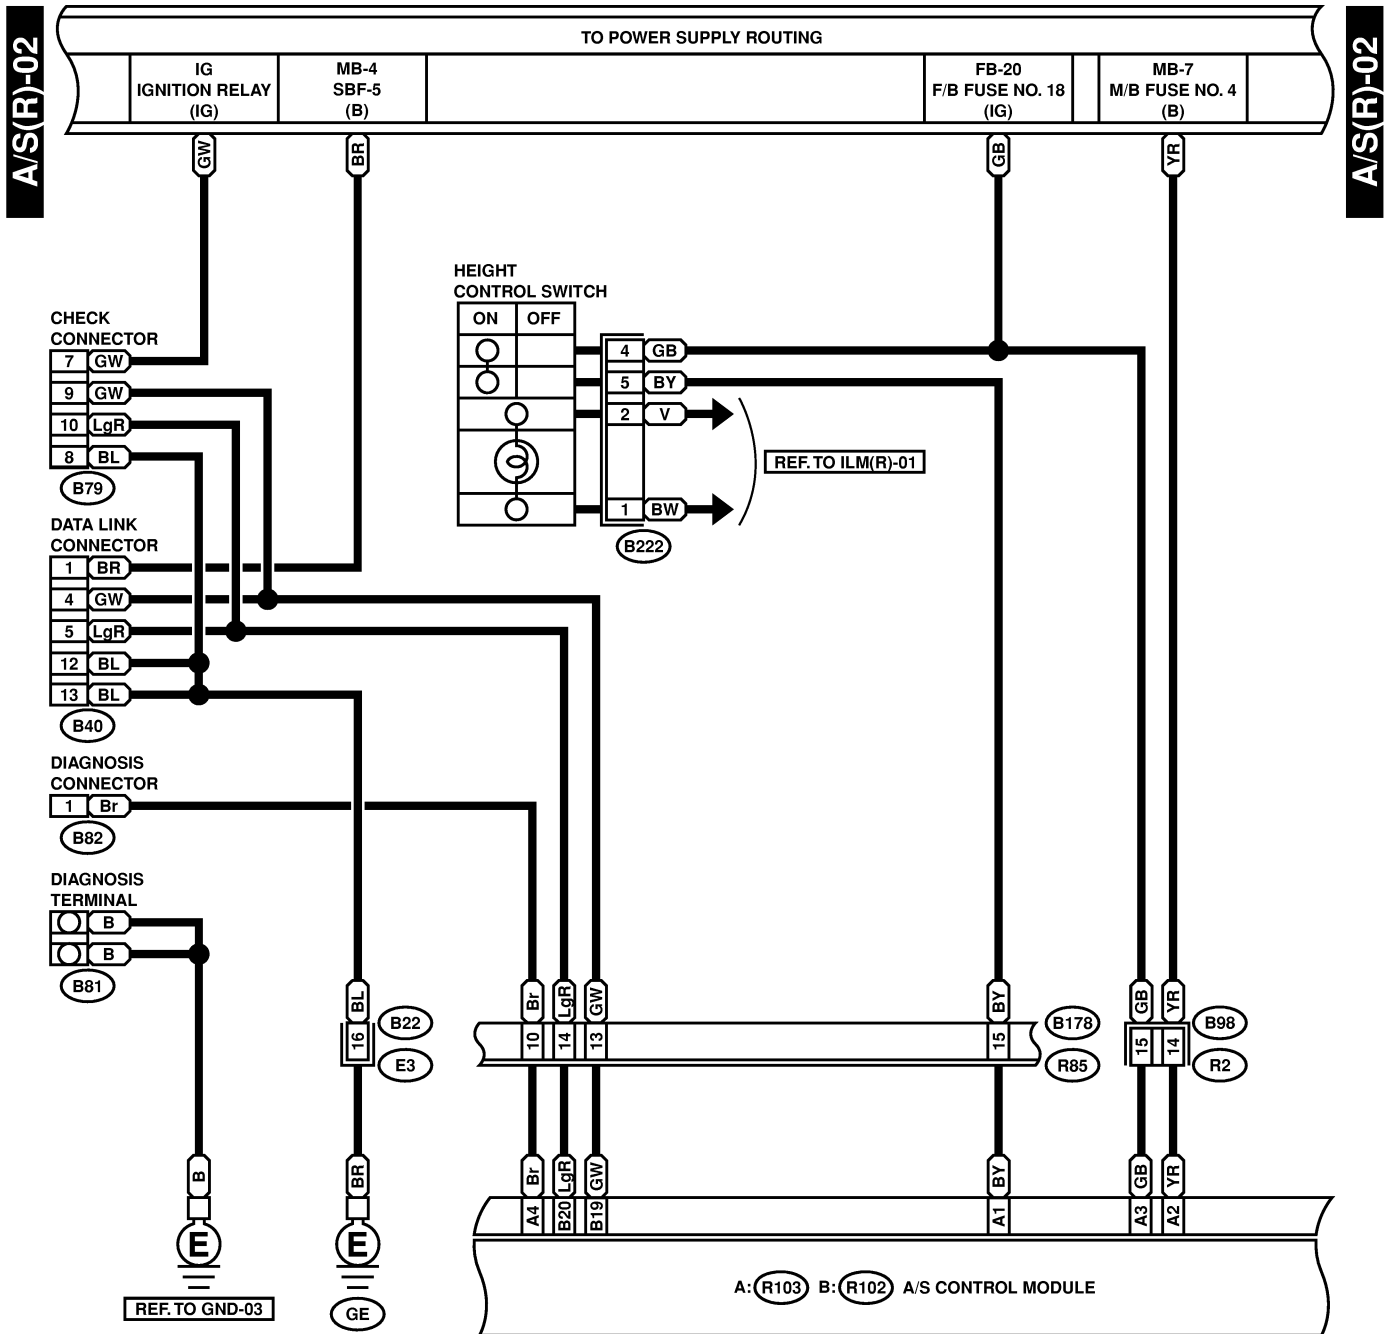 A/S(R)-02
A/S(R)-02
TO POWER SUPPLY ROUTING
IG
IGNITION RELAY
(IG)
MB-4
SBF-5
(B)
FB-20
F/B FUSE NO. 18
(IG)
MB-7
M/B FUSE NO. 4
(B)
GW
BR
GB
YR
HEIGHT
CONTROL SWITCH
ON OFF
4 GB
5 BY
2 V
1 BW
B222
REF. TO ILM(R)-01
CHECK
CONNECTOR
7 GW
9 GW
10 LgR
8 BL
B79
DATA LINK
CONNECTOR
1 BR
4 GW
5 LgR
12 BL
13 BL
B40
DIAGNOSIS
CONNECTOR
1 Br
B82
DIAGNOSIS
TERMINAL
B
B
B81
BL
16
B22
E3
Br LgR GW BY GB YR
10 14 13 15
B178
R85
15 14
B98
R2
B
BR
Br LgR GW BY GB YR
A4 B20 B19 A1 A3 A2
E
E
REF. TO GND-03
GE
A: R103 B: R102 A/S CONTROL MODULE